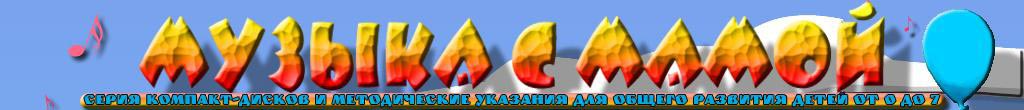 МУЗЫКА С МАМОЙ
СЕРИЯ КОМПАКТ-ДИСКОВ И МЕТОДИЧЕСКИЕ УКАЗАНИЯ ДЛЯ ОБЩЕГО РАЗВИТИЯ ДЕТЕЙ ОТ 0 ДО 7